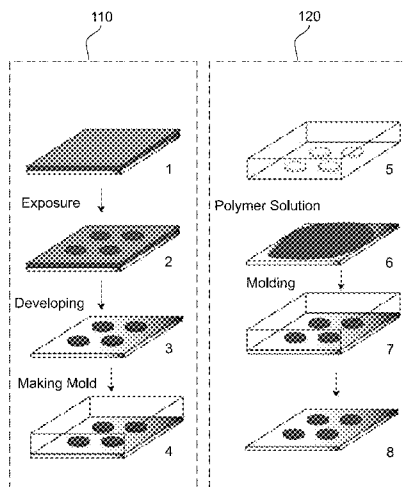 110
120
1
Exposure
2
Developing
3
Making Mold
4
5
Polymer Solution
6
Molding
7
8